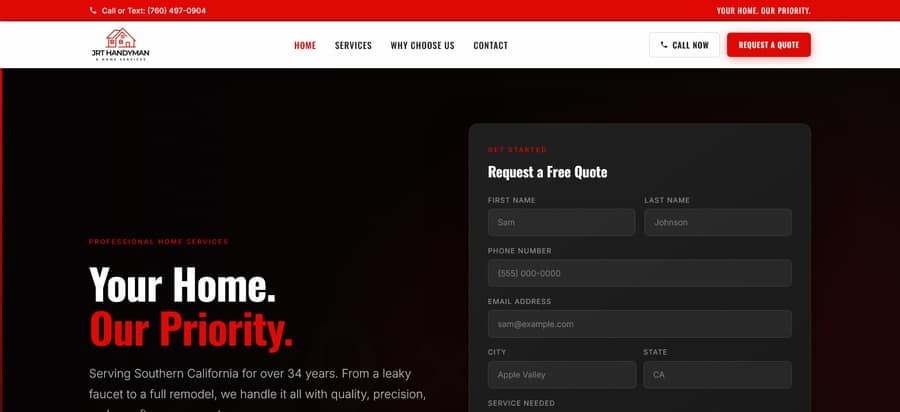 Call or Text: (760) 497-0904
YOUR HOME. OUR PRIORITY.
JRT HANDYMAN
& HOME SERVICES
HOME
SERVICES
WHY CHOOSE US
CONTACT
CALL NOW
REQUEST A QUOTE
PROFESSIONAL HOME SERVICES
Your Home.
Our Priority.
Serving Southern California for over 34 years. From a leaky
faucet to a full remodel, we handle it all with quality, precision,
GET STARTED
Request a Free Quote
FIRST NAME
LAST NAME
Sam
Johnson
PHONE NUMBER
(555) 000-0000
EMAIL ADDRESS
sam@example.com
CITY
STATE
Apple Valley
CA
SERVICE NEEDED